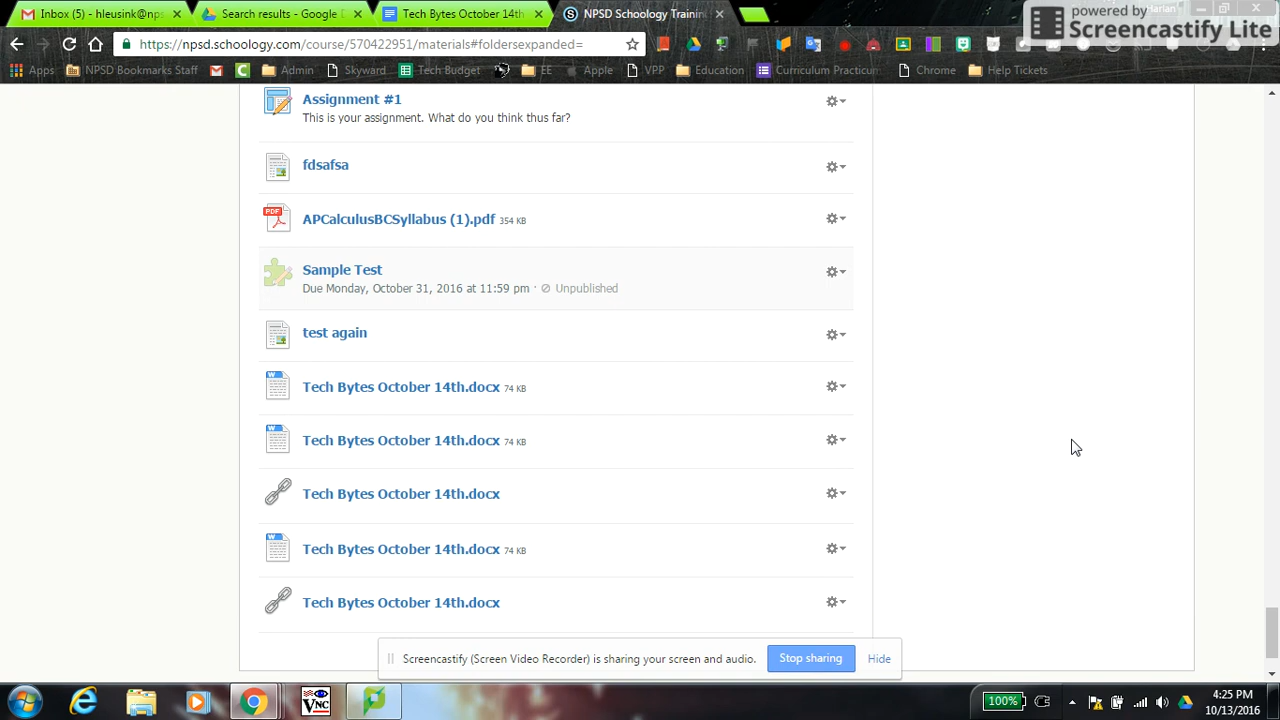 Inbox (5) - hleusink@nps
Search results - Google D
Tech Bytes October 14th
NPSD Schoology Trainin
powered by
Screencastify Lite
https://npsd.schoology.com/course/570422951/materials#foldersexpanded=
Apps
NPSD Bookmarks Staff
Admin
Skyward
Tech Budget
EE
Apple
VPP
Education
Curriculum Practicum
Chrome
Help Tickets
Assignment #1
This is your assignment. What do you think thus far?
fdsafsa
APCalculusBCSyllabus (1).pdf 354 KB
Sample Test
Due Monday, October 31, 2016 at 11:59 pm · Unpublished
test again
Tech Bytes October 14th.docx 74 KB
Tech Bytes October 14th.docx 74 KB
Tech Bytes October 14th.docx
Tech Bytes October 14th.docx 74 KB
Tech Bytes October 14th.docx
Screencastify (Screen Video Recorder) is sharing your screen and audio.
Stop sharing
Hide
100%
4:25 PM
10/13/2016